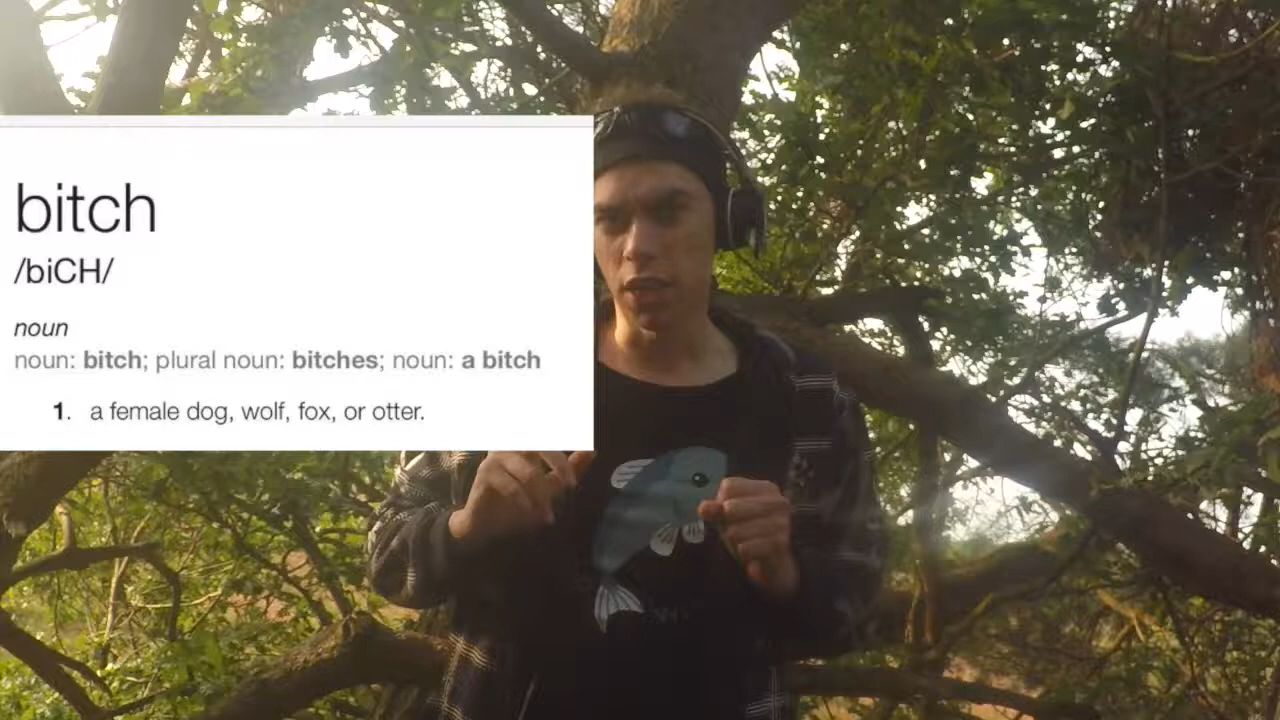 bitch
/biCH/
noun
noun: bitch; plural noun: bitches; noun: a bitch
1. a female dog, wolf, fox, or otter.